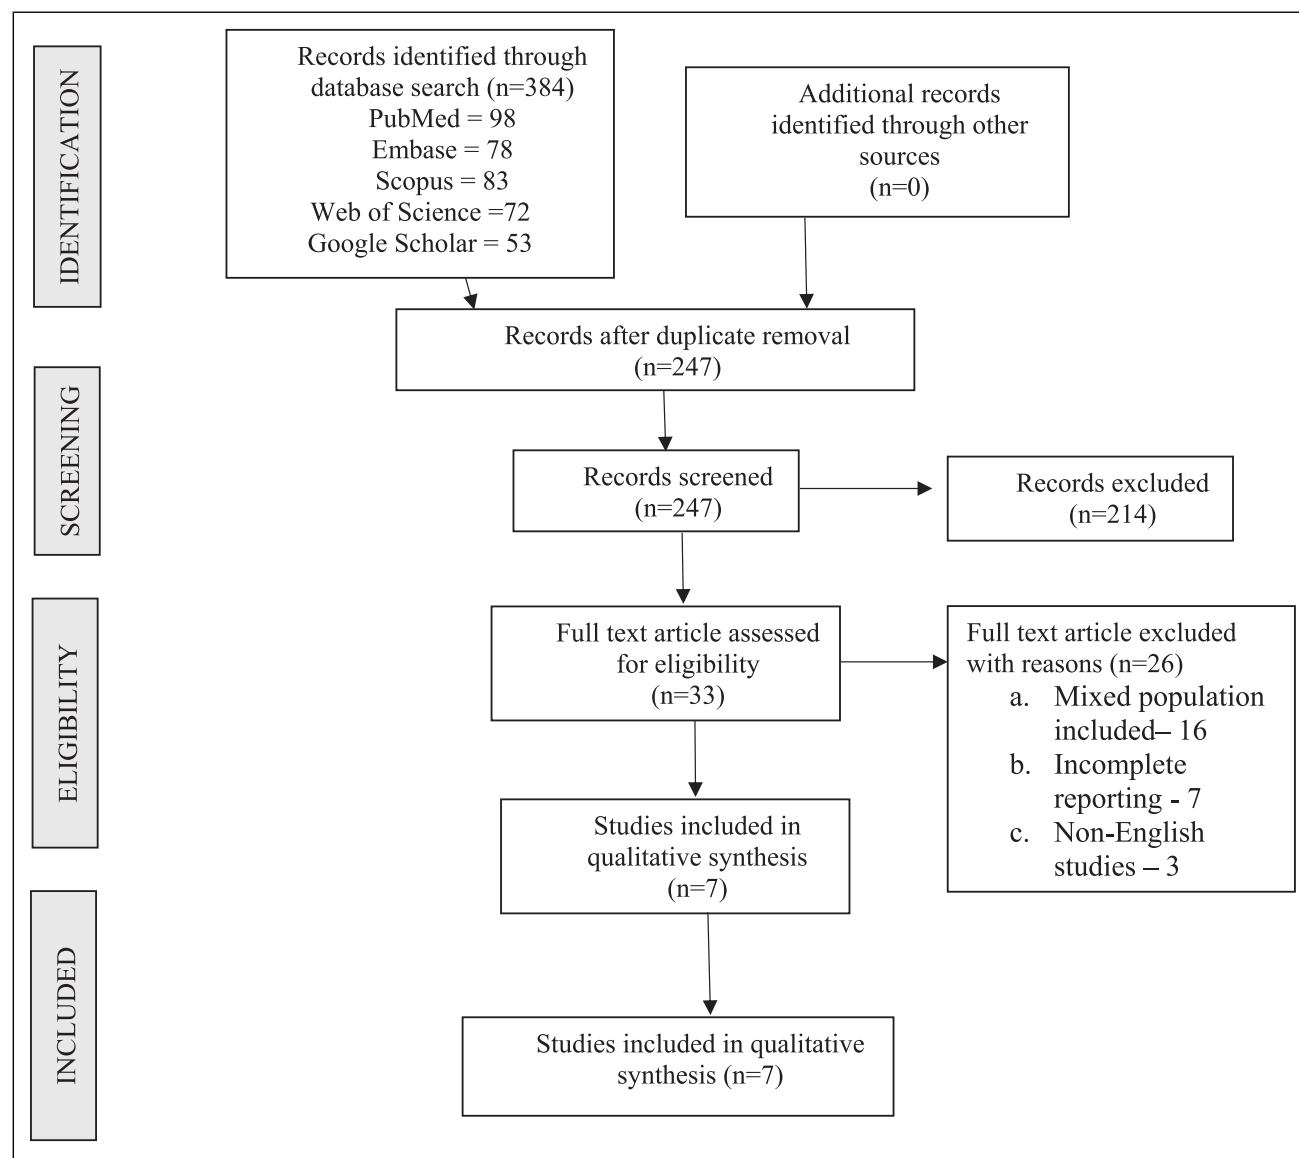 IDENTIFICATION
Records identified through
database search (n=384)
PubMed = 98
Embase = 78
Scopus = 83
Web of Science =72
Google Scholar = 53
Additional records
identified through other
sources
(n=0)
Records after duplicate removal
(n=247)
SCREENING
Records screened
(n=247)
Records excluded
(n=214)
ELIGIBILITY
Full text article assessed
for eligibility
(n=33)
Full text article excluded
with reasons (n=26)
a. Mixed population
included– 16
b. Incomplete
reporting - 7
c. Non-English
studies – 3
Studies included in
qualitative synthesis
(n=7)
INCLUDED
Studies included in qualitative
synthesis (n=7)